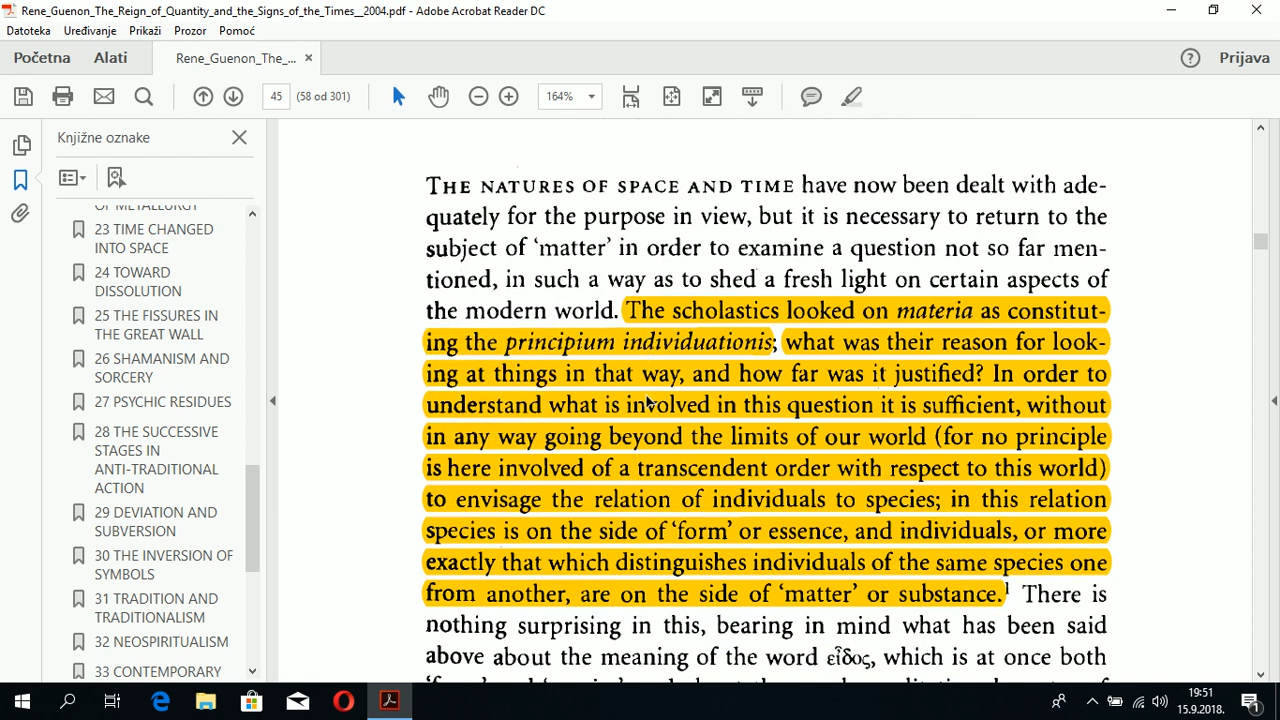 Rene_Guenon_The_Reign_of_Quantity_and_the_Signs_of_the_Times__2004.pdf - Adobe Acrobat Reader DC
Datoteka Uređivanje Prikaži Prozor Pomoć
Početna Alati Rene_Guenon_The_... × Prijava
45 (58 od 301) 164%
Knjižne oznake
OF METALLURGY
23 TIME CHANGED
INTO SPACE
24 TOWARD
DISSOLUTION
25 THE FISSURES IN
THE GREAT WALL
26 SHAMANISM AND
SORCERY
27 PSYCHIC RESIDUES
28 THE SUCCESSIVE
STAGES IN
ANTI-TRADITIONAL
ACTION
29 DEVIATION AND
SUBVERSION
30 THE INVERSION OF
SYMBOLS
31 TRADITION AND
TRADITIONALISM
32 NEOSPIRITUALISM
33 CONTEMPORARY
THE NATURES OF SPACE AND TIME have now been dealt with ade-
quately for the purpose in view, but it is necessary to return to the
subject of ‘matter’ in order to examine a question not so far men-
tioned, in such a way as to shed a fresh light on certain aspects of
the modern world. The scholastics looked on materia as constitut-
ing the principium individuationis; what was their reason for look-
ing at things in that way, and how far was it justified? In order to
understand what is involved in this question it is sufficient, without
in any way going beyond the limits of our world (for no principle
is here involved of a transcendent order with respect to this world)
to envisage the relation of individuals to species; in this relation
species is on the side of ‘form’ or essence, and individuals, or more
exactly that which distinguishes individuals of the same species one
from another, are on the side of ‘matter’ or substance.1 There is
nothing surprising in this, bearing in mind what has been said
above about the meaning of the word εἶδος, which is at once both
19:51
15.9.2018.